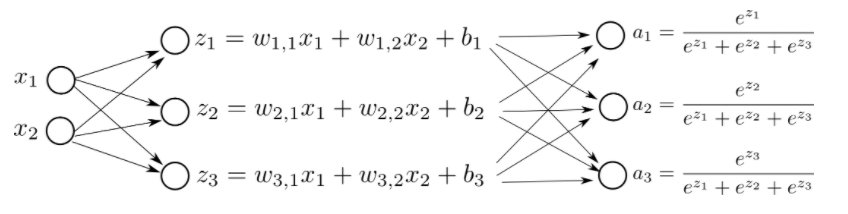 z₁ = w₁,₁x₁ + w₁,₂x₂ + b₁ a₁ = e^{z₁} / (e^{z₁} + e^{z₂} + e^{z₃})
x₁
z₂ = w₂,₁x₁ + w₂,₂x₂ + b₂ a₂ = e^{z₂} / (e^{z₁} + e^{z₂} + e^{z₃})
x₂
z₃ = w₃,₁x₁ + w₃,₂x₂ + b₃ a₃ = e^{z₃} / (e^{z₁} + e^{z₂} + e^{z₃})